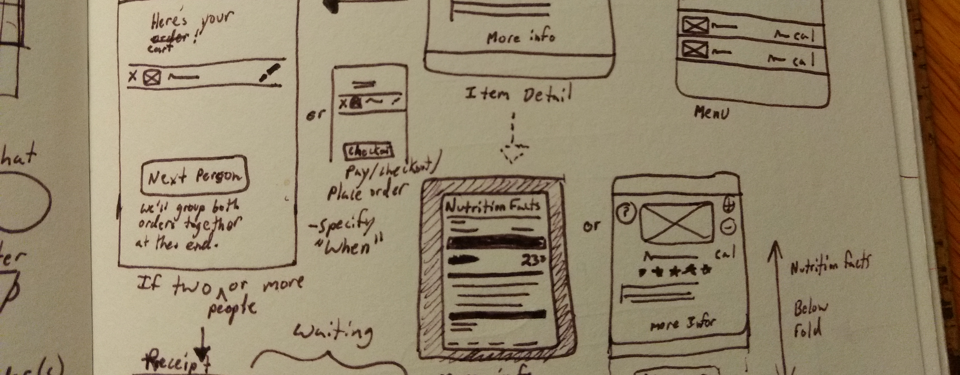 Here's your
order!
cart
X
Next Person
we'll group both
orders together
at the end.
If two or more
people
Receipt
or
X
Checkout
Pay/checkout/
Place order
-specify
"When"
Waiting
More info
Item Detail
cal
cal
Menu
Nutrition Facts
230
or
?
+
-
cal
more Info
Nutrition facts
Below
Fold
hat